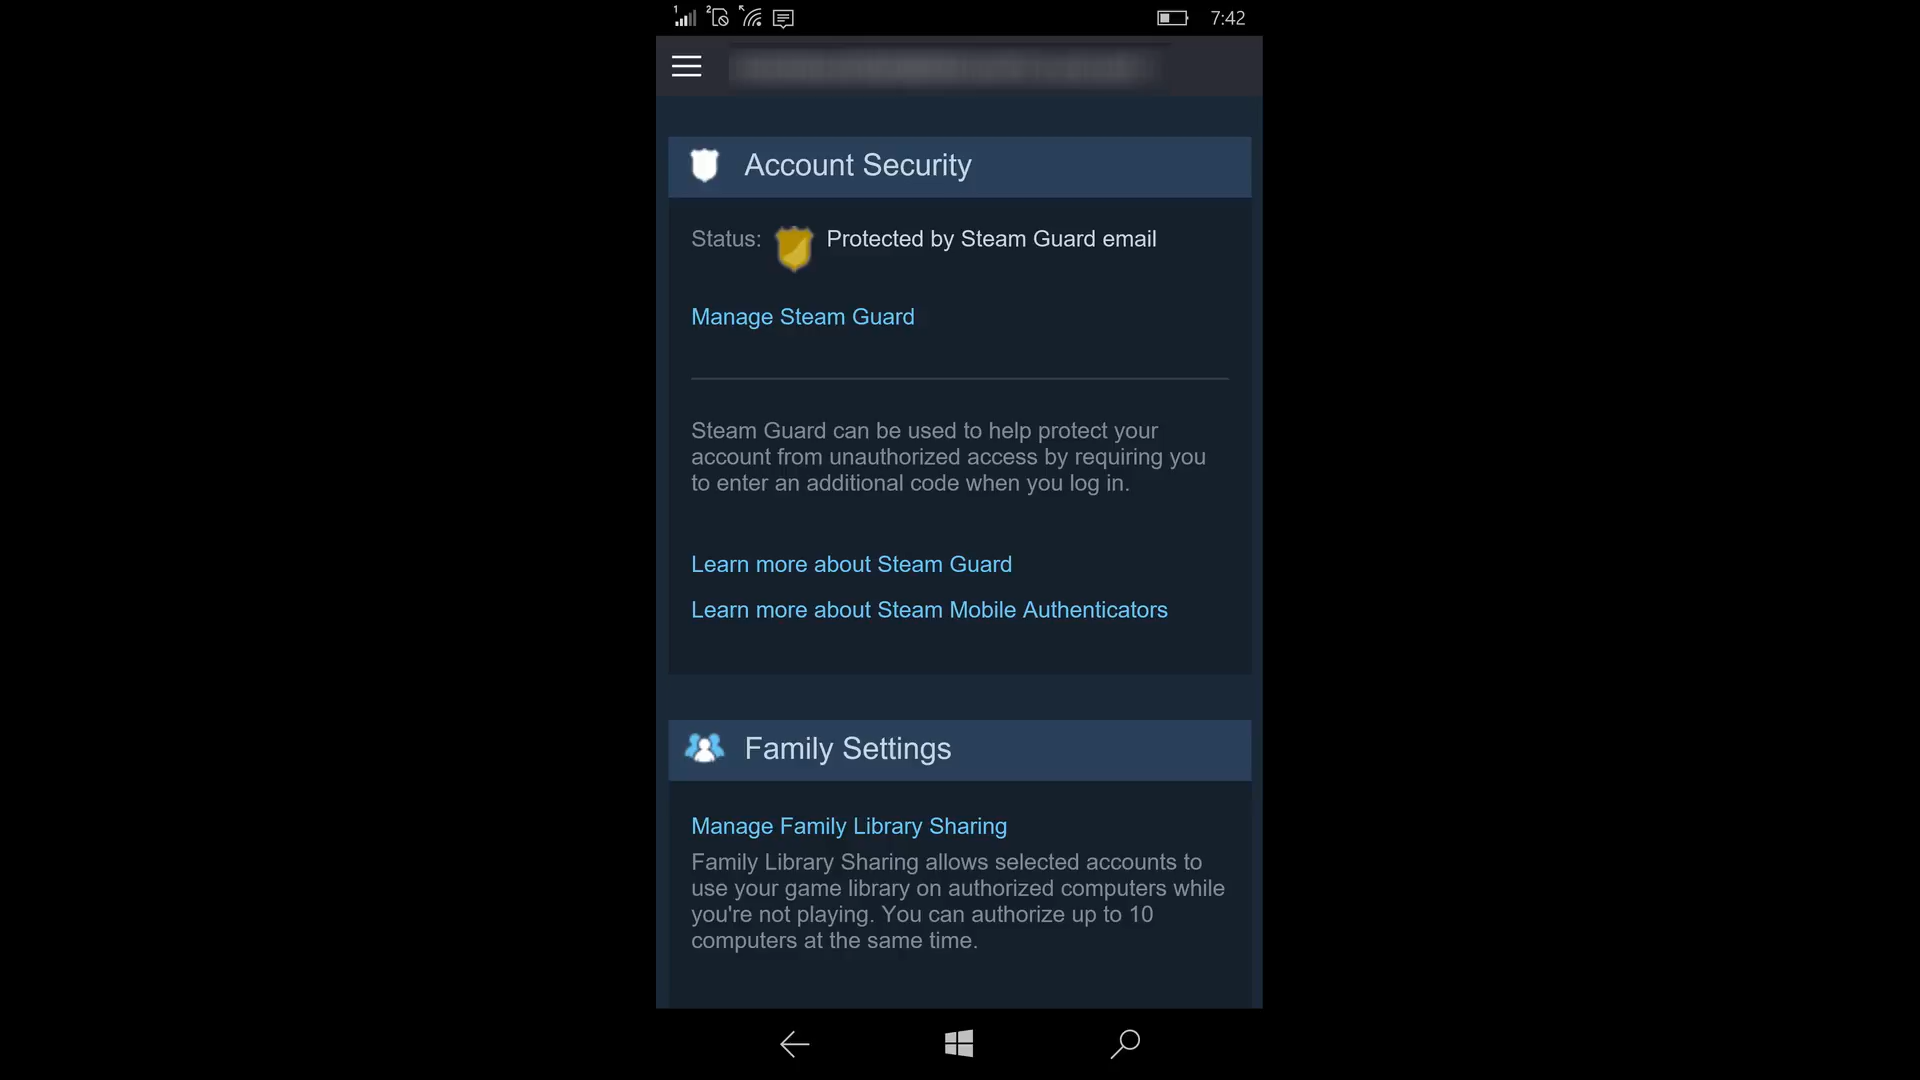 1 2 7:42
Account Security
Status: Protected by Steam Guard email
Manage Steam Guard
Steam Guard can be used to help protect your
account from unauthorized access by requiring you
to enter an additional code when you log in.
Learn more about Steam Guard
Learn more about Steam Mobile Authenticators
Family Settings
Manage Family Library Sharing
Family Library Sharing allows selected accounts to
use your game library on authorized computers while
you're not playing. You can authorize up to 10
computers at the same time.